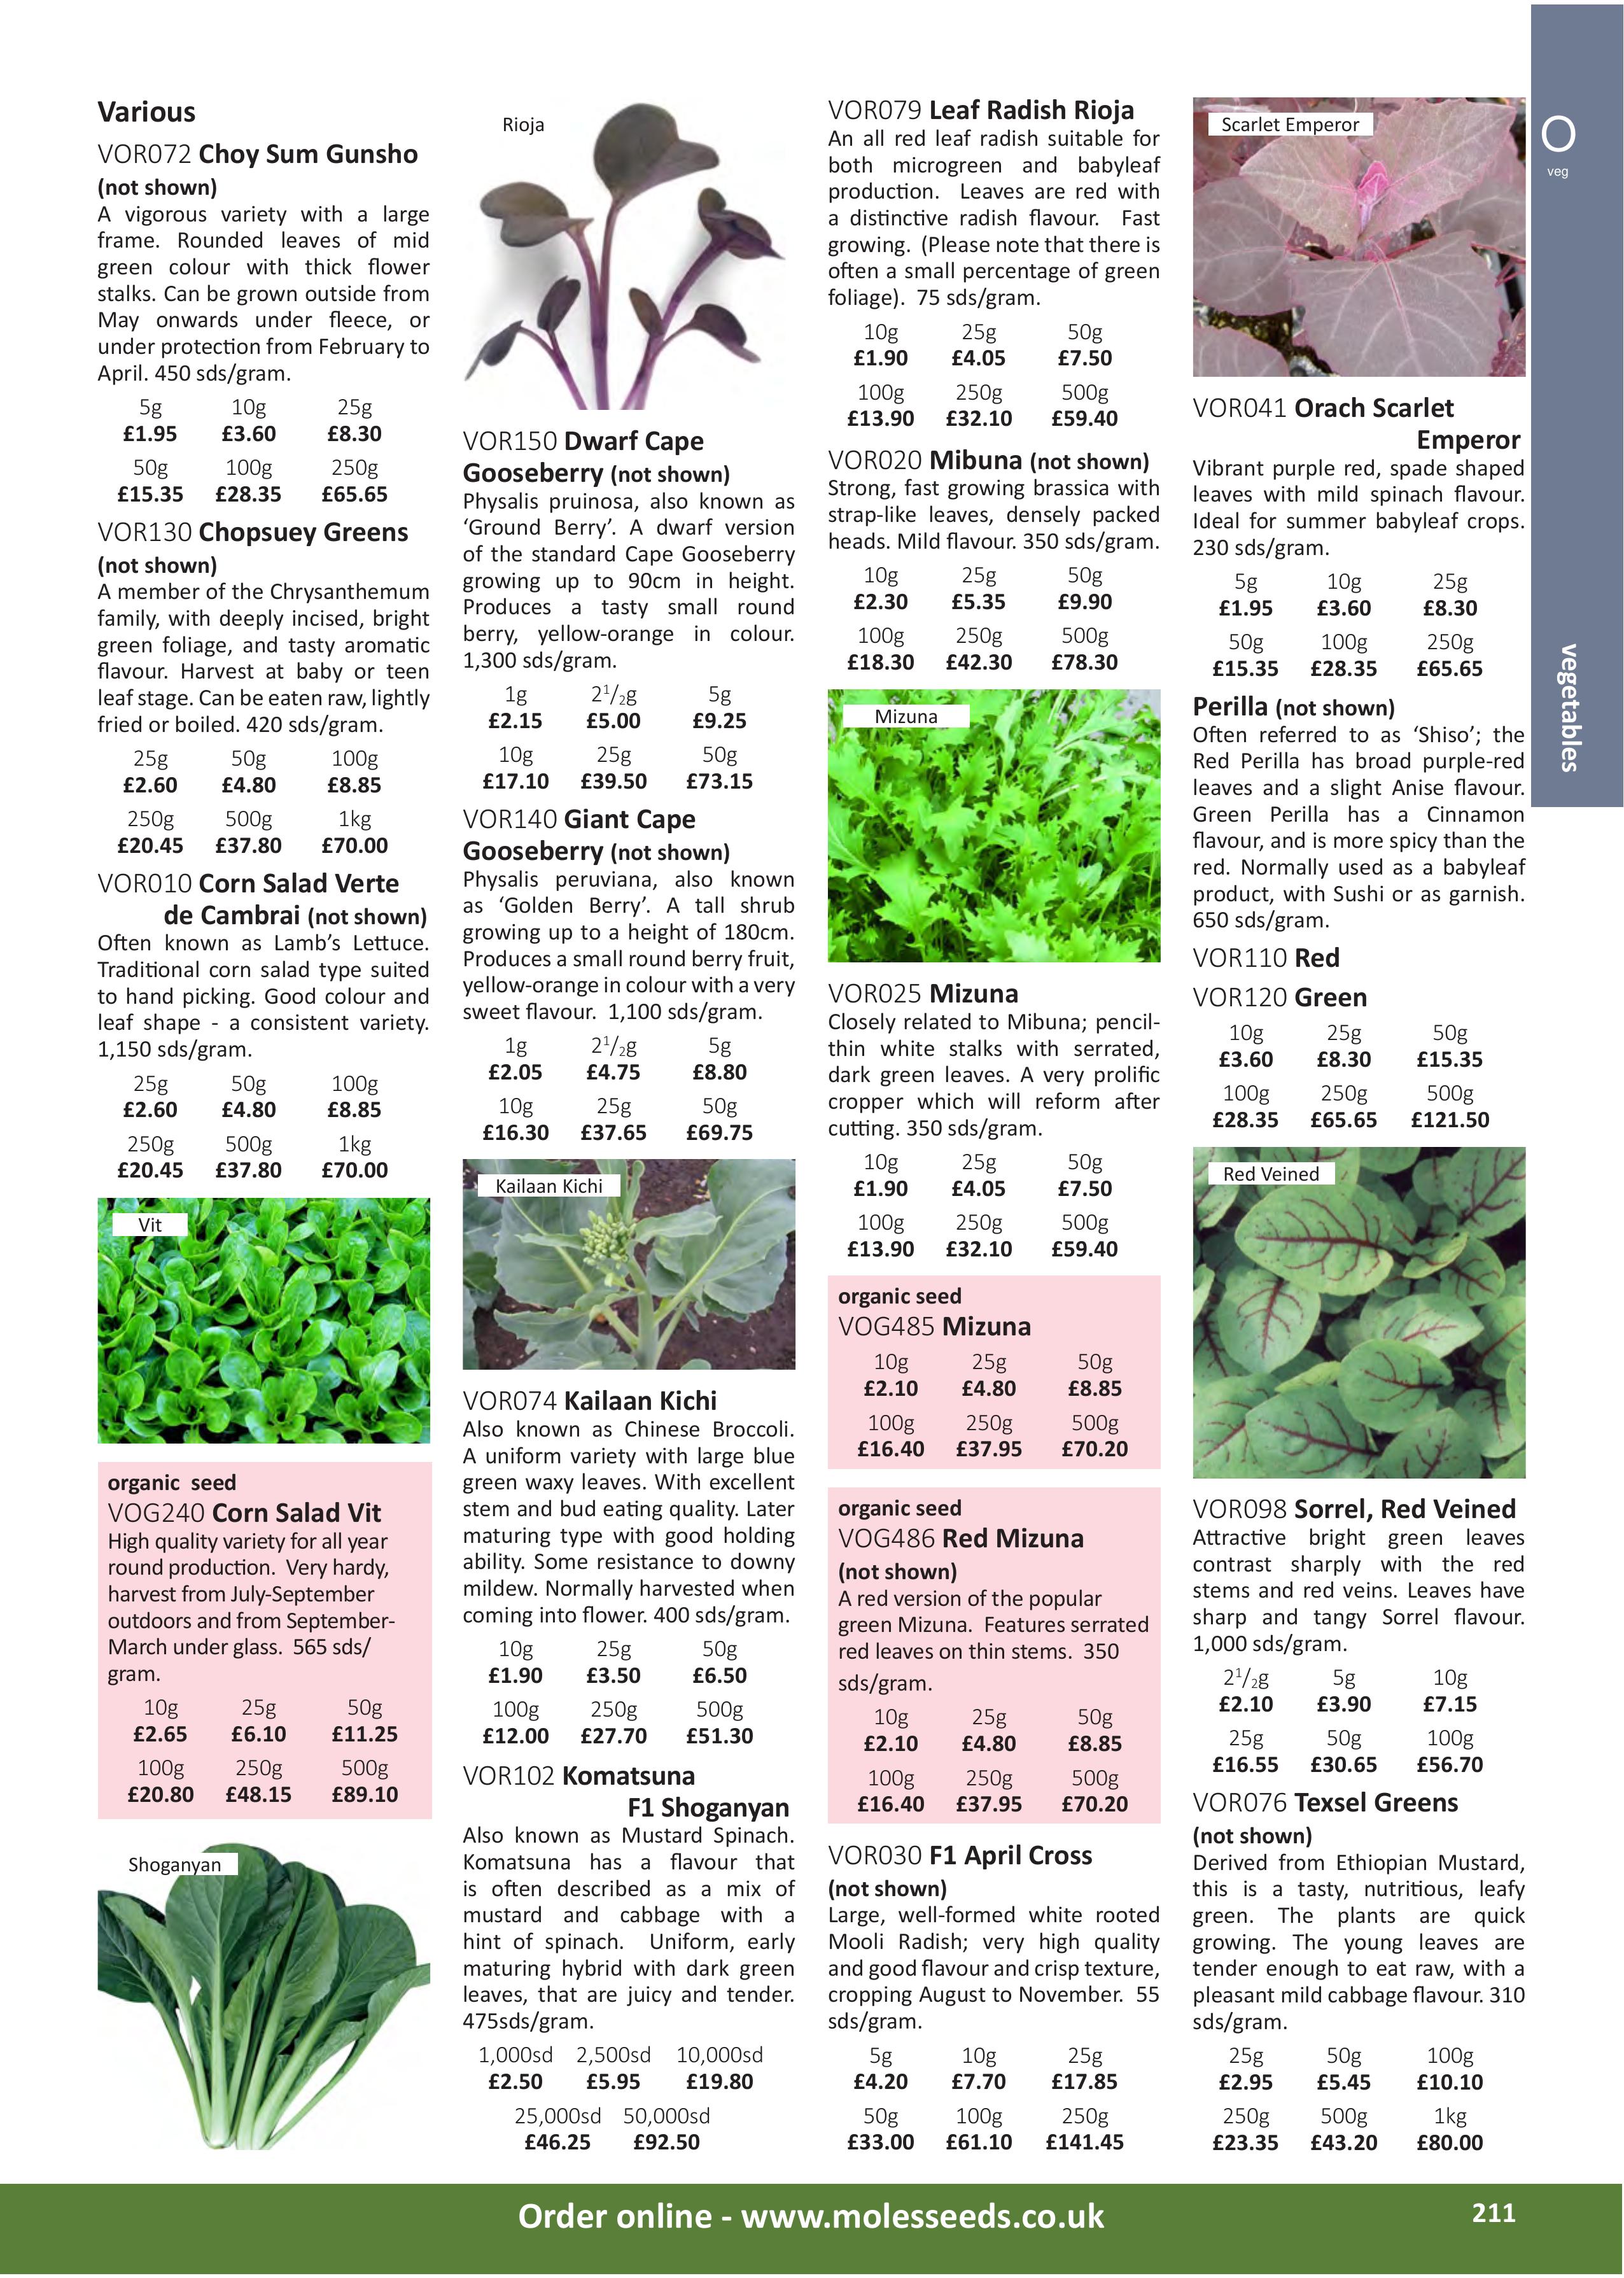 Various
VOR072 Choy Sum Gunsho
(not shown)
A vigorous variety with a large
frame. Rounded leaves of mid
green colour with thick flower
stalks. Can be grown outside from
May onwards under fleece, or
under protection from February to
April. 450 sds/gram.
5g 10g 25g
£1.95 £3.60 £8.30
50g 100g 250g
£15.35 £28.35 £65.65
VOR130 Chopsuey Greens
(not shown)
A member of the Chrysanthemum
family, with deeply incised, bright
green foliage, and tasty aromatic
flavour. Harvest at baby or teen
leaf stage. Can be eaten raw, lightly
fried or boiled. 420 sds/gram.
25g 50g 100g
£2.60 £4.80 £8.85
250g 500g 1kg
£20.45 £37.80 £70.00
VOR010 Corn Salad Verte
de Cambrai (not shown)
Often known as Lamb’s Lettuce.
Traditional corn salad type suited
to hand picking. Good colour and
leaf shape - a consistent variety.
1,150 sds/gram.
25g 50g 100g
£2.60 £4.80 £8.85
250g 500g 1kg
£20.45 £37.80 £70.00
Vit
organic seed
VOG240 Corn Salad Vit
High quality variety for all year
round production. Very hardy,
harvest from July-September
outdoors and from September-
March under glass. 565 sds/
gram.
10g 25g 50g
£2.65 £6.10 £11.25
100g 250g 500g
£20.80 £48.15 £89.10
Shoganyan
Rioja
VOR150 Dwarf Cape
Gooseberry (not shown)
Physalis pruinosa, also known as
‘Ground Berry’. A dwarf version
of the standard Cape Gooseberry
growing up to 90cm in height.
Produces a tasty small round
berry, yellow-orange in colour.
1,300 sds/gram.
1g 2¹/₂g 5g
£2.15 £5.00 £9.25
10g 25g 50g
£17.10 £39.50 £73.15
VOR140 Giant Cape
Gooseberry (not shown)
Physalis peruviana, also known
as ‘Golden Berry’. A tall shrub
growing up to a height of 180cm.
Produces a small round berry fruit,
yellow-orange in colour with a very
sweet flavour. 1,100 sds/gram.
1g 2¹/₂g 5g
£2.05 £4.75 £8.80
10g 25g 50g
£16.30 £37.65 £69.75
Kailaan Kichi
VOR074 Kailaan Kichi
Also known as Chinese Broccoli.
A uniform variety with large blue
green waxy leaves. With excellent
stem and bud eating quality. Later
maturing type with good holding
ability. Some resistance to downy
mildew. Normally harvested when
coming into flower. 400 sds/gram.
10g 25g 50g
£1.90 £3.50 £6.50
100g 250g 500g
£12.00 £27.70 £51.30
VOR102 Komatsuna
F1 Shoganyan
Also known as Mustard Spinach.
Komatsuna has a flavour that
is often described as a mix of
mustard and cabbage with a
hint of spinach. Uniform, early
maturing hybrid with dark green
leaves, that are juicy and tender.
475sds/gram.
1,000sd 2,500sd 10,000sd
£2.50 £5.95 £19.80
25,000sd 50,000sd
£46.25 £92.50
VOR079 Leaf Radish Rioja
An all red leaf radish suitable for
both microgreen and babyleaf
production. Leaves are red with
a distinctive radish flavour. Fast
growing. (Please note that there is
often a small percentage of green
foliage). 75 sds/gram.
10g 25g 50g
£1.90 £4.05 £7.50
100g 250g 500g
£13.90 £32.10 £59.40
VOR020 Mibuna (not shown)
Strong, fast growing brassica with
strap-like leaves, densely packed
heads. Mild flavour. 350 sds/gram.
10g 25g 50g
£2.30 £5.35 £9.90
100g 250g 500g
£18.30 £42.30 £78.30
Mizuna
VOR025 Mizuna
Closely related to Mibuna; pencil-
thin white stalks with serrated,
dark green leaves. A very prolific
cropper which will reform after
cutting. 350 sds/gram.
10g 25g 50g
£1.90 £4.05 £7.50
100g 250g 500g
£13.90 £32.10 £59.40
organic seed
VOG485 Mizuna
10g 25g 50g
£2.10 £4.80 £8.85
100g 250g 500g
£16.40 £37.95 £70.20
organic seed
VOG486 Red Mizuna
(not shown)
A red version of the popular
green Mizuna. Features serrated
red leaves on thin stems. 350
sds/gram.
10g 25g 50g
£2.10 £4.80 £8.85
100g 250g 500g
£16.40 £37.95 £70.20
VOR030 F1 April Cross
(not shown)
Large, well-formed white rooted
Mooli Radish; very high quality
and good flavour and crisp texture,
cropping August to November. 55
sds/gram.
5g 10g 25g
£4.20 £7.70 £17.85
50g 100g 250g
£33.00 £61.10 £141.45
Scarlet Emperor
VOR041 Orach Scarlet
Emperor
Vibrant purple red, spade shaped
leaves with mild spinach flavour.
Ideal for summer babyleaf crops.
230 sds/gram.
5g 10g 25g
£1.95 £3.60 £8.30
50g 100g 250g
£15.35 £28.35 £65.65
Perilla (not shown)
Often referred to as ‘Shiso’; the
Red Perilla has broad purple-red
leaves and a slight Anise flavour.
Green Perilla has a Cinnamon
flavour, and is more spicy than the
red. Normally used as a babyleaf
product, with Sushi or as garnish.
650 sds/gram.
VOR110 Red
VOR120 Green
10g 25g 50g
£3.60 £8.30 £15.35
100g 250g 500g
£28.35 £65.65 £121.50
Red Veined
VOR098 Sorrel, Red Veined
Attractive bright green leaves
contrast sharply with the red
stems and red veins. Leaves have
sharp and tangy Sorrel flavour.
1,000 sds/gram.
2¹/₂g 5g 10g
£2.10 £3.90 £7.15
25g 50g 100g
£16.55 £30.65 £56.70
VOR076 Texsel Greens
(not shown)
Derived from Ethiopian Mustard,
this is a tasty, nutritious, leafy
green. The plants are quick
growing. The young leaves are
tender enough to eat raw, with a
pleasant mild cabbage flavour. 310
sds/gram.
25g 50g 100g
£2.95 £5.45 £10.10
250g 500g 1kg
£23.35 £43.20 £80.00
O
veg
vegetables
Order online - www.molesseeds.co.uk
211